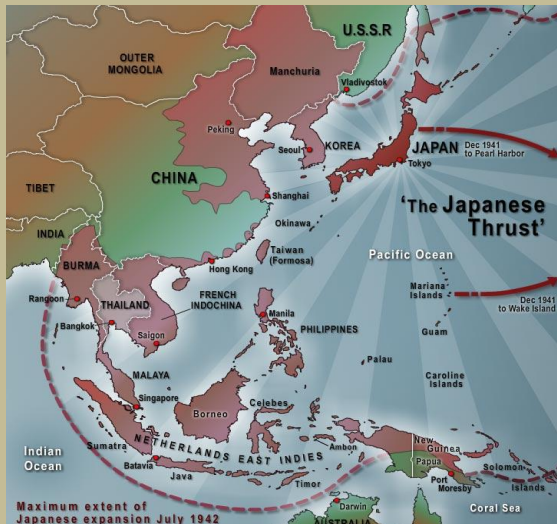 U.S.S.R
OUTER
MONGOLIA
Manchuria
Vladivostok
Peking
Seoul
KOREA
JAPAN
Tokyo
Dec 1941
to Pearl Harbor
TIBET
CHINA
Shanghai
'The Japanese
Thrust'
Okinawa
INDIA
Taiwan
(Formosa)
Pacific Ocean
BURMA
Hong Kong
Mariana
Islands
Rangoon
THAILAND
FRENCH
INDOCHINA
Dec 1941
to Wake Island
Bangkok
Saigon
Manila
PHILIPPINES
Guam
Palau
MALAYA
Caroline
Islands
Singapore
Celebes
Borneo
Indian
Ocean
Sumatra
NETHERLANDS EAST INDIES
Ambon
New
Guinea
Papua
Solomon
Islands
Batavia
Java
Timor
Port
Moresby
Maximum extent of
Japanese expansion July 1942
Darwin
AUSTRALIA
Coral Sea